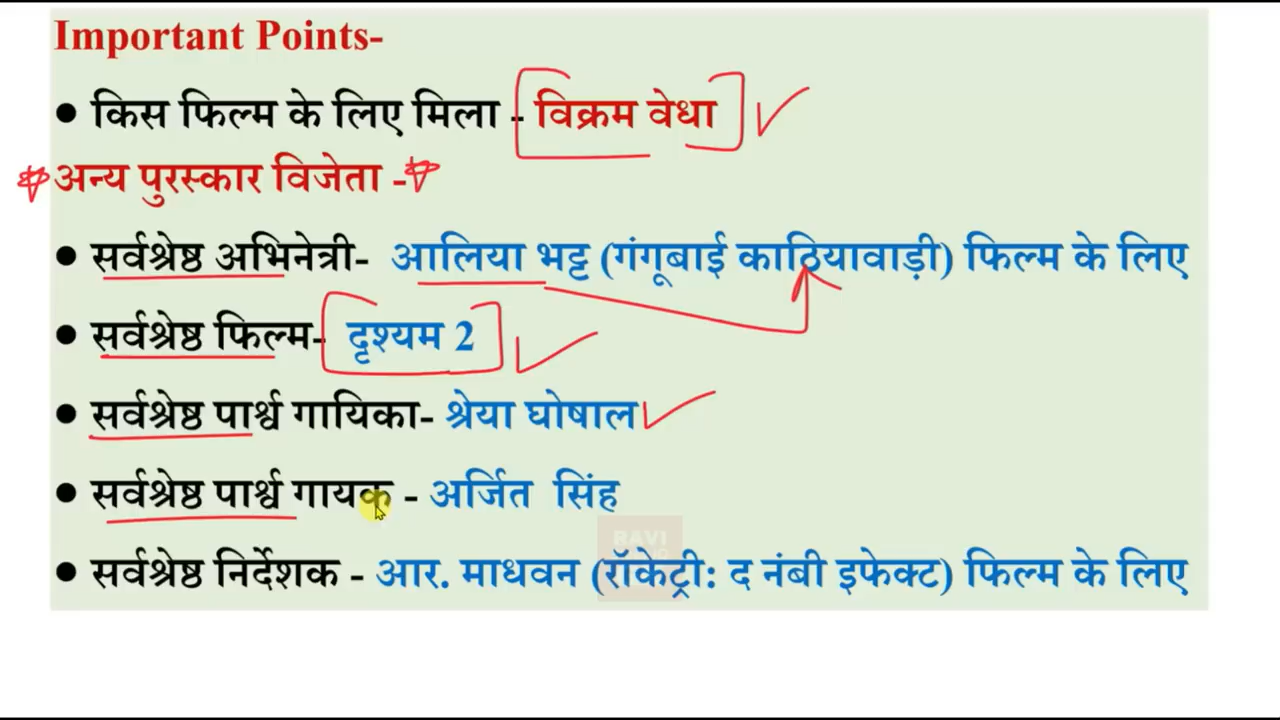 Important Points-
● किस फिल्म के लिए मिला - विक्रम वेधा
अन्य पुरस्कार विजेता -
● सर्वश्रेष्ठ अभिनेत्री- आलिया भट्ट (गंगूबाई काठियावाड़ी) फिल्म के लिए
● सर्वश्रेष्ठ फिल्म- दृश्यम 2
● सर्वश्रेष्ठ पार्श्व गायिका- श्रेया घोषाल
● सर्वश्रेष्ठ पार्श्व गायक - अर्जित सिंह
RAVI
● सर्वश्रेष्ठ निर्देशक - आर. माधवन (रॉकेट्री: द नंबी इफेक्ट) फिल्म के लिए